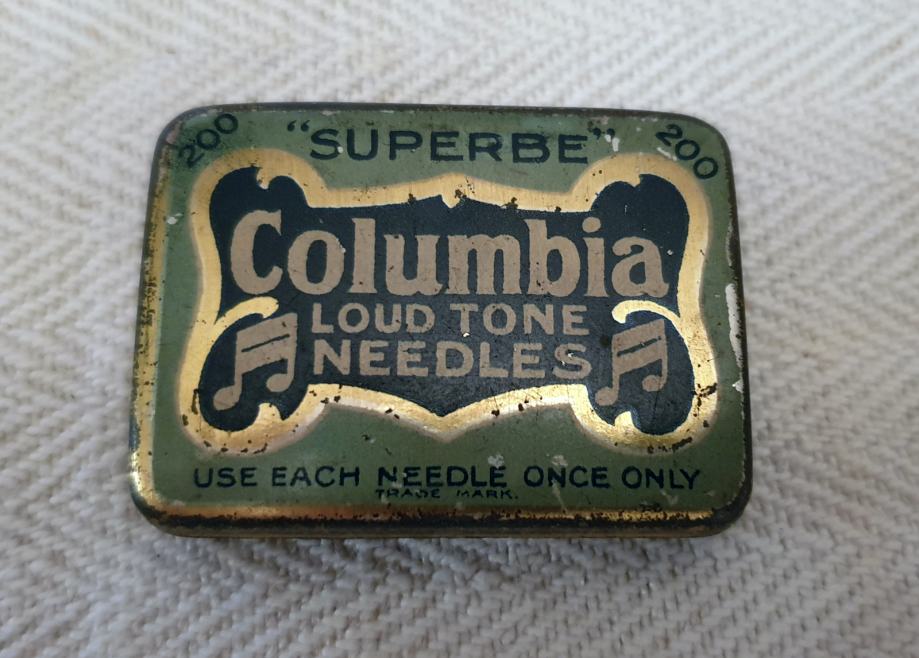 200 "SUPERBE" 200
Columbia
LOUD TONE
NEEDLES
USE EACH NEEDLE ONCE ONLY
TRADE MARK.